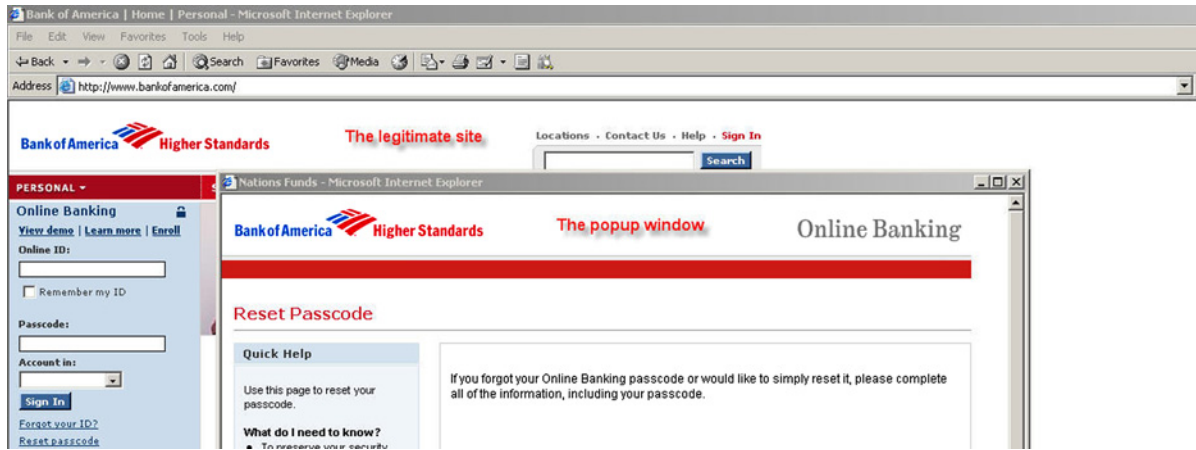 Bank of America | Home | Personal - Microsoft Internet Explorer
File Edit View Favorites Tools Help
Back Search Favorites Media
Address http://www.bankofamerica.com/
Bank of America Higher Standards
The legitimate site
Locations · Contact Us · Help · Sign In
Search
PERSONAL
Online Banking
View demo | Learn more | Enroll
Online ID:
Remember my ID
Passcode:
Account in:
Sign In
Forgot your ID?
Reset passcode
Nations Funds - Microsoft Internet Explorer
Bank of America Higher Standards
The popup window
Online Banking
Reset Passcode
Quick Help
Use this page to reset your
passcode.
What do I need to know?
• To preserve your security
If you forgot your Online Banking passcode or would like to simply reset it, please complete
all of the information, including your passcode.